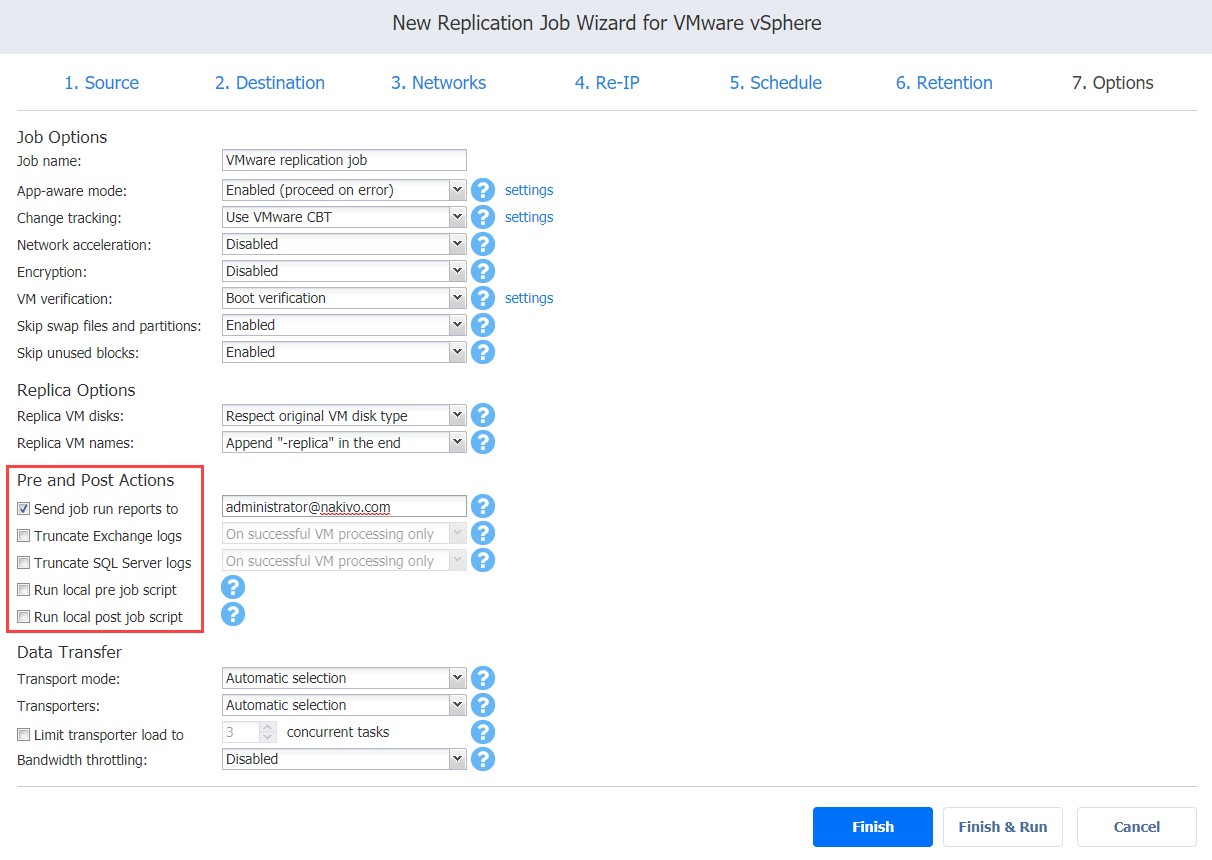 New Replication Job Wizard for VMware vSphere
1. Source 2. Destination 3. Networks 4. Re-IP 5. Schedule 6. Retention 7. Options
Job Options
Job name: VMware replication job
App-aware mode: Enabled (proceed on error) ? settings
Change tracking: Use VMware CBT ? settings
Network acceleration: Disabled ?
Encryption: Disabled ?
VM verification: Boot verification ? settings
Skip swap files and partitions: Enabled ?
Skip unused blocks: Enabled ?
Replica Options
Replica VM disks: Respect original VM disk type ?
Replica VM names: Append "-replica" in the end ?
Pre and Post Actions
Send job run reports to administrator@nakivo.com ?
Truncate Exchange logs On successful VM processing only ?
Truncate SQL Server logs On successful VM processing only ?
Run local pre job script ?
Run local post job script ?
Data Transfer
Transport mode: Automatic selection ?
Transporters: Automatic selection ?
Limit transporter load to 3 concurrent tasks ?
Bandwidth throttling: Disabled ?
Finish Finish & Run Cancel